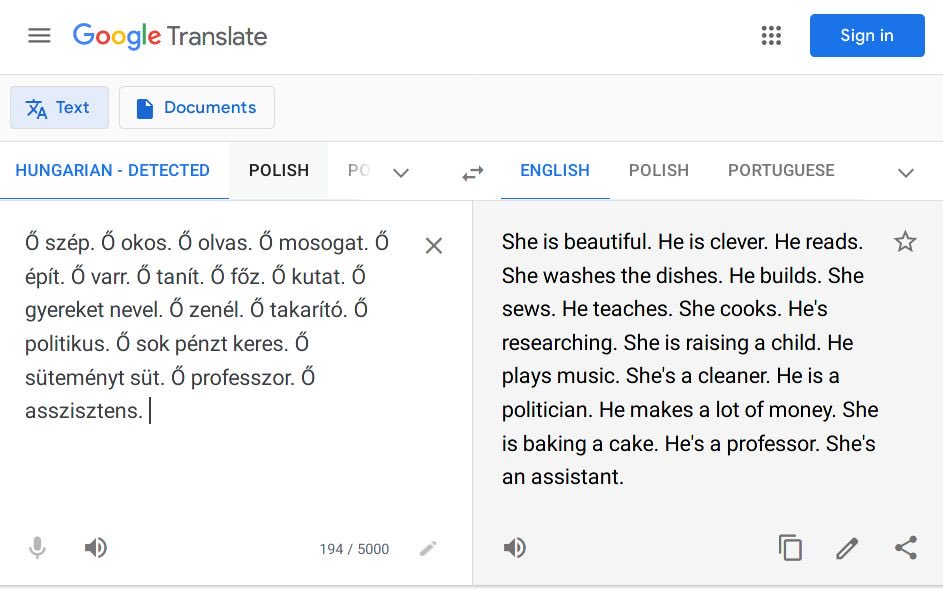 Google Translate
Sign in
Text
Documents
HUNGARIAN - DETECTED
POLISH
PO
ENGLISH
POLISH
PORTUGUESE
Ő szép. Ő okos. Ő olvas. Ő mosogat. Ő
épít. Ő varr. Ő tanít. Ő főz. Ő kutat. Ő
gyereket nevel. Ő zenél. Ő takarító. Ő
politikus. Ő sok pénzt keres. Ő
süteményt süt. Ő professzor. Ő
asszisztens.
194 / 5000
She is beautiful. He is clever. He reads.
She washes the dishes. He builds. She
sews. He teaches. She cooks. He's
researching. She is raising a child. He
plays music. She's a cleaner. He is a
politician. He makes a lot of money. She
is baking a cake. He's a professor. She's
an assistant.